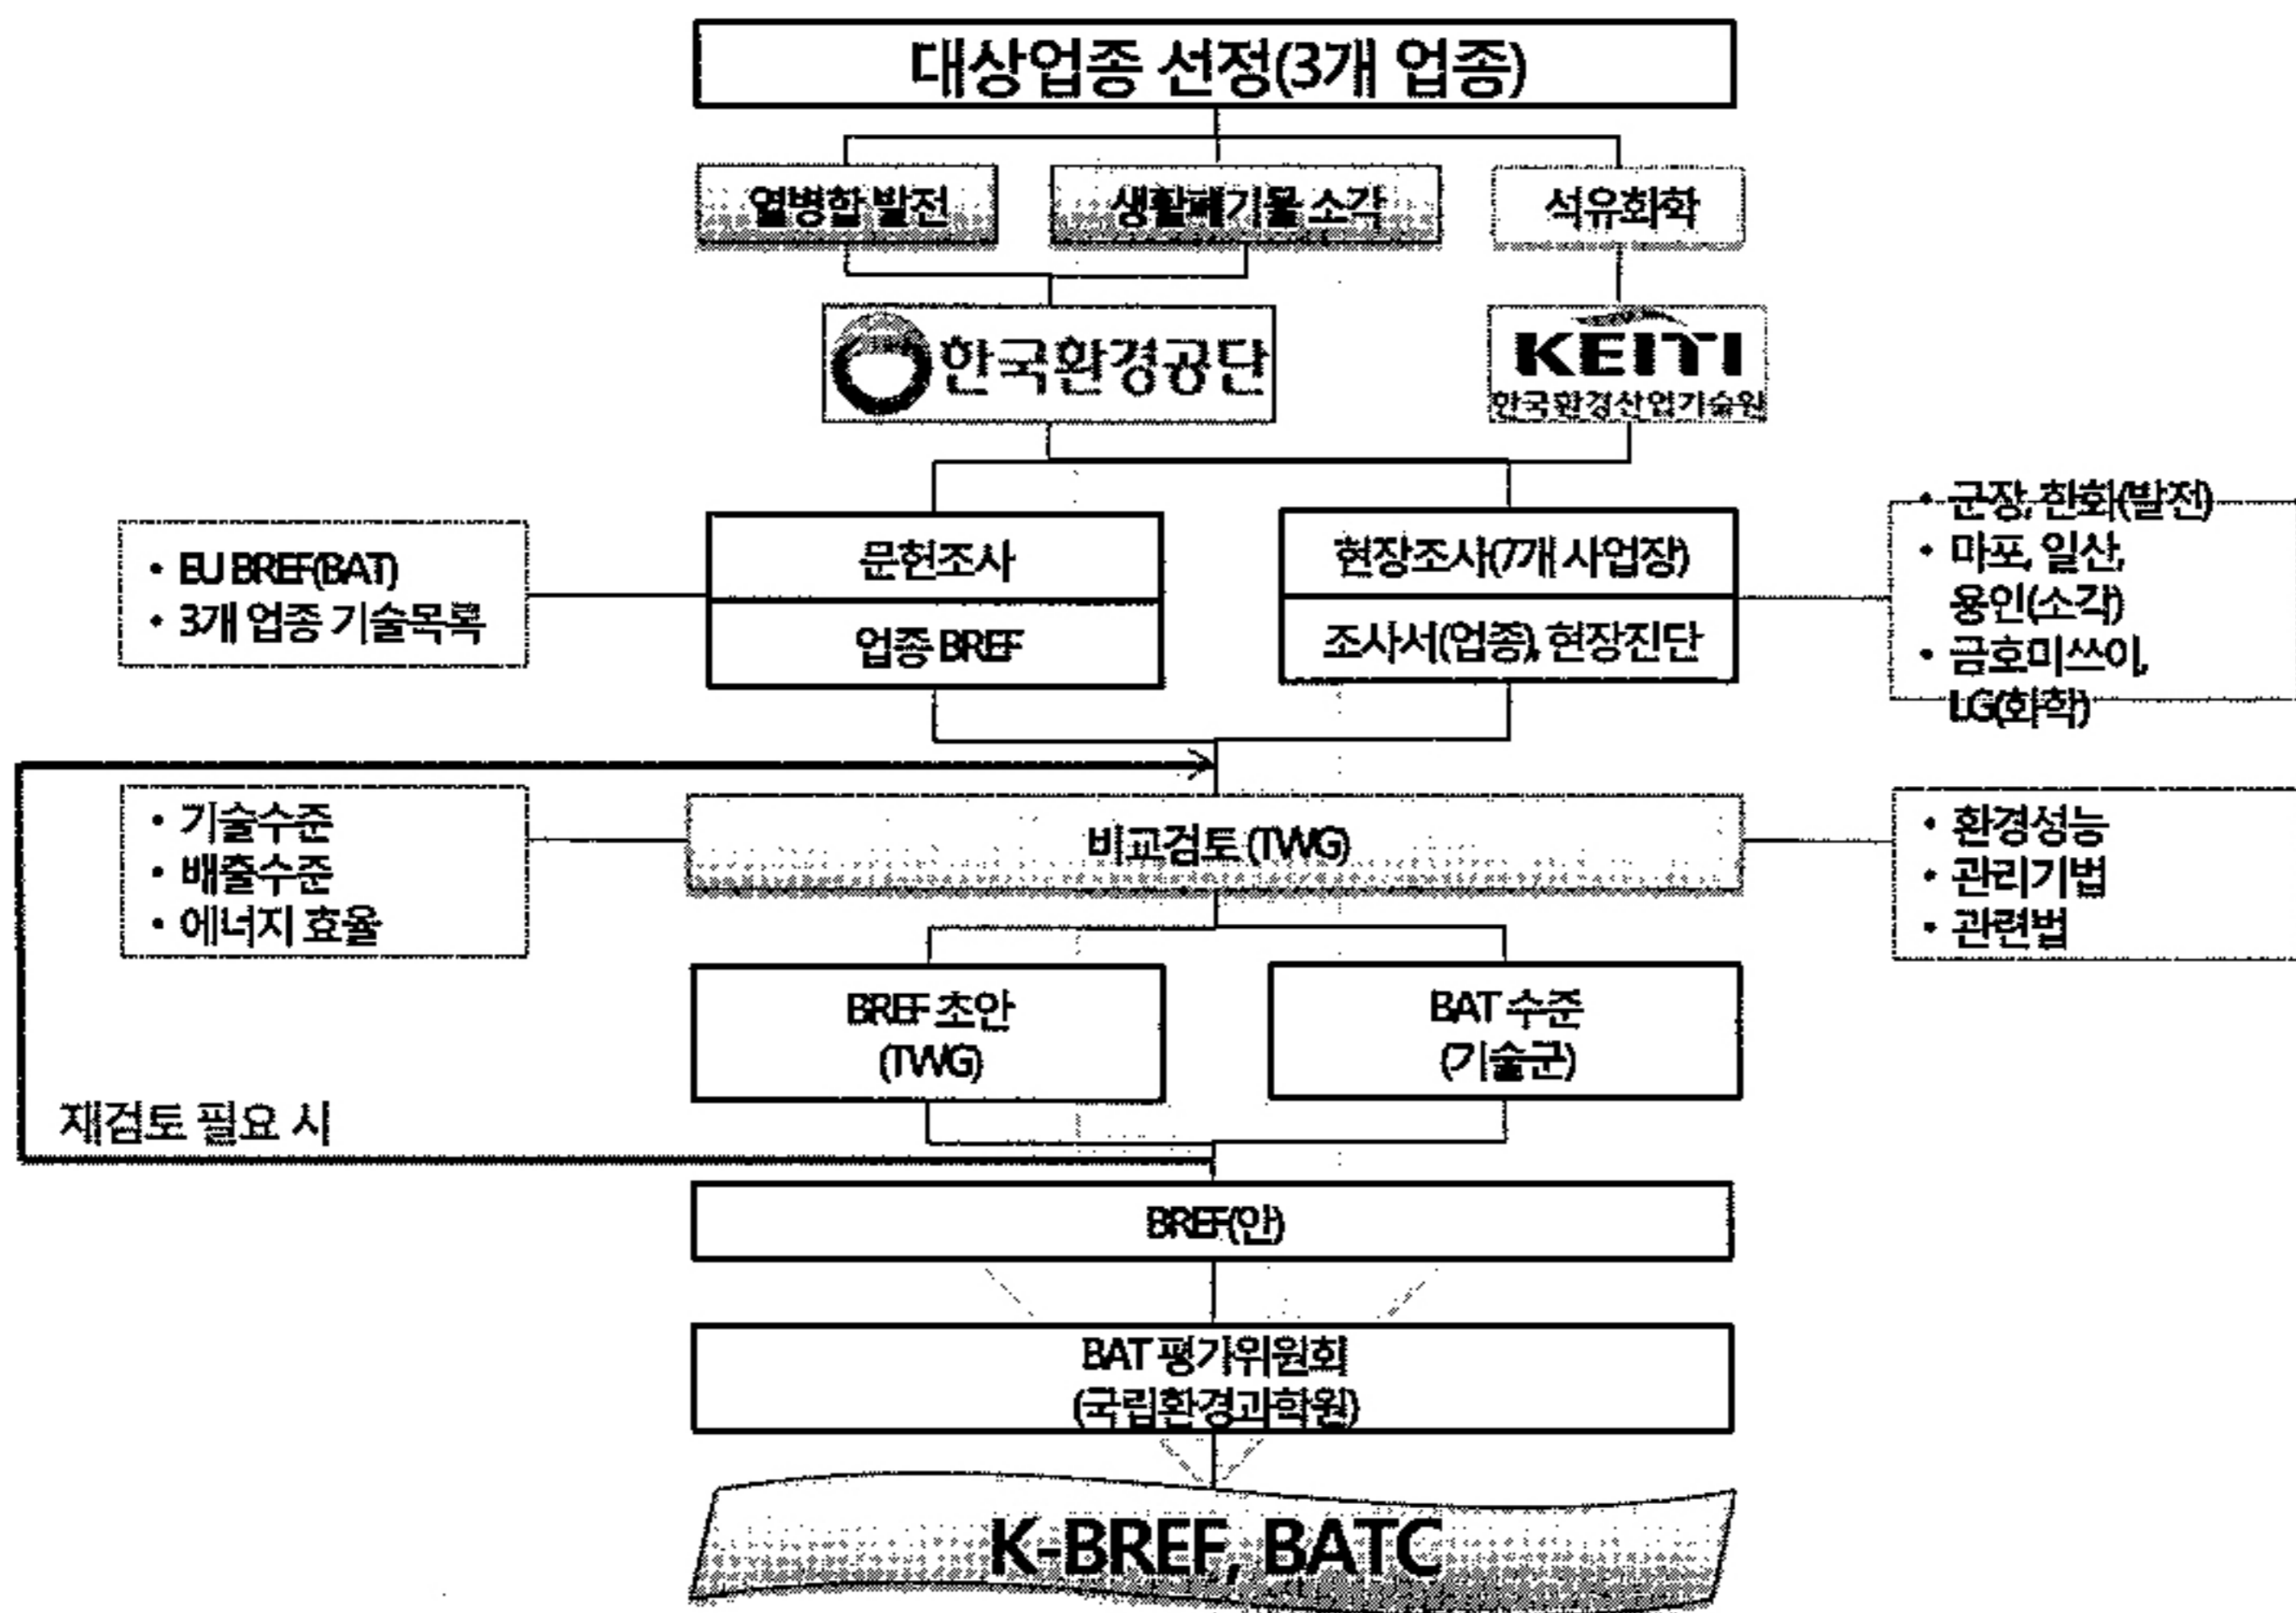 대상업종 선정(3개 업종)
열병합 발전
생활폐기물 소각
석유화학
한국환경공단
KEITI
한국환경산업기술원
• EU BREF(BAT)
• 3개 업종 기술목록
문헌조사
업종 BREF
현장조사(7개 사업장)
조사서(업종), 현장진단
• 군장, 한화(발전)
• 마포, 일산,
용인(소각)
• 금호미쓰이,
LG(화학)
• 기술수준
• 배출수준
• 에너지 효율
비교검토 (TWG)
• 환경성능
• 관리기법
• 관련법
BREF 초안
(TWG)
BAT 수준
(기술군)
재검토 필요 시
BREF(안)
BAT 평가위원회
(국립환경과학원)
K-BREF, BATC